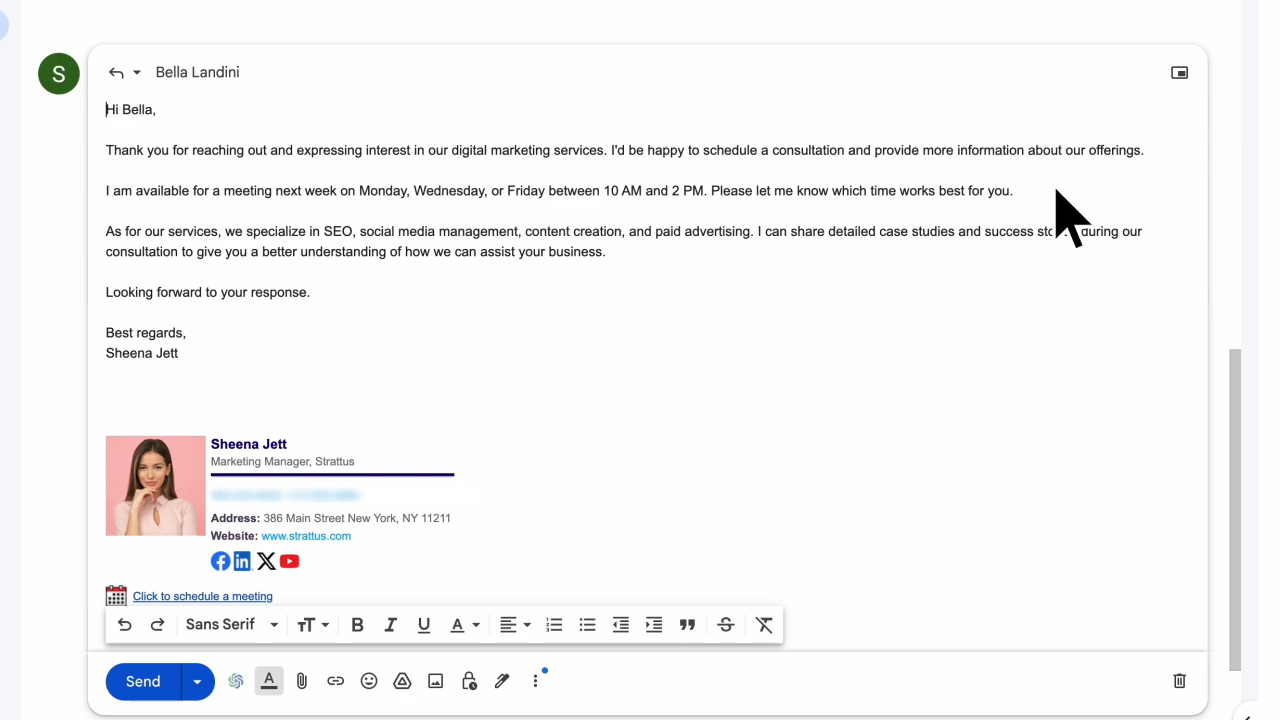 S
Bella Landini
Hi Bella,
Thank you for reaching out and expressing interest in our digital marketing services. I'd be happy to schedule a consultation and provide more information about our offerings.
I am available for a meeting next week on Monday, Wednesday, or Friday between 10 AM and 2 PM. Please let me know which time works best for you.
As for our services, we specialize in SEO, social media management, content creation, and paid advertising. I can share detailed case studies and success during our
consultation to give you a better understanding of how we can assist your business.
Looking forward to your response.
Best regards,
Sheena Jett
Sheena Jett
Marketing Manager, Strattus
Address: 386 Main Street New York, NY 11211
Website: www.strattus.com
Click to schedule a meeting
Sans Serif
Send